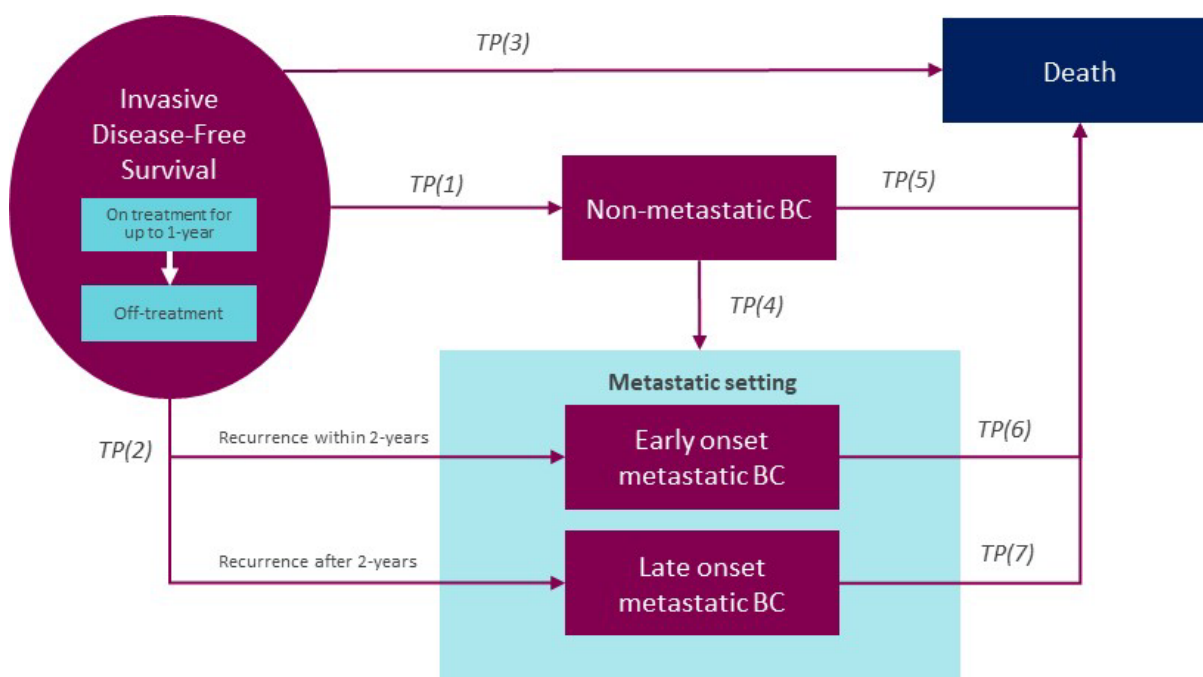 TP(3)
Death
Invasive
Disease-Free
Survival
On treatment for
up to 1-year
Off-treatment
TP(1)
Non-metastatic BC
TP(5)
TP(4)
Metastatic setting
TP(2)
Recurrence within 2-years
Early onset
metastatic BC
TP(6)
Recurrence after 2-years
Late onset
metastatic BC
TP(7)